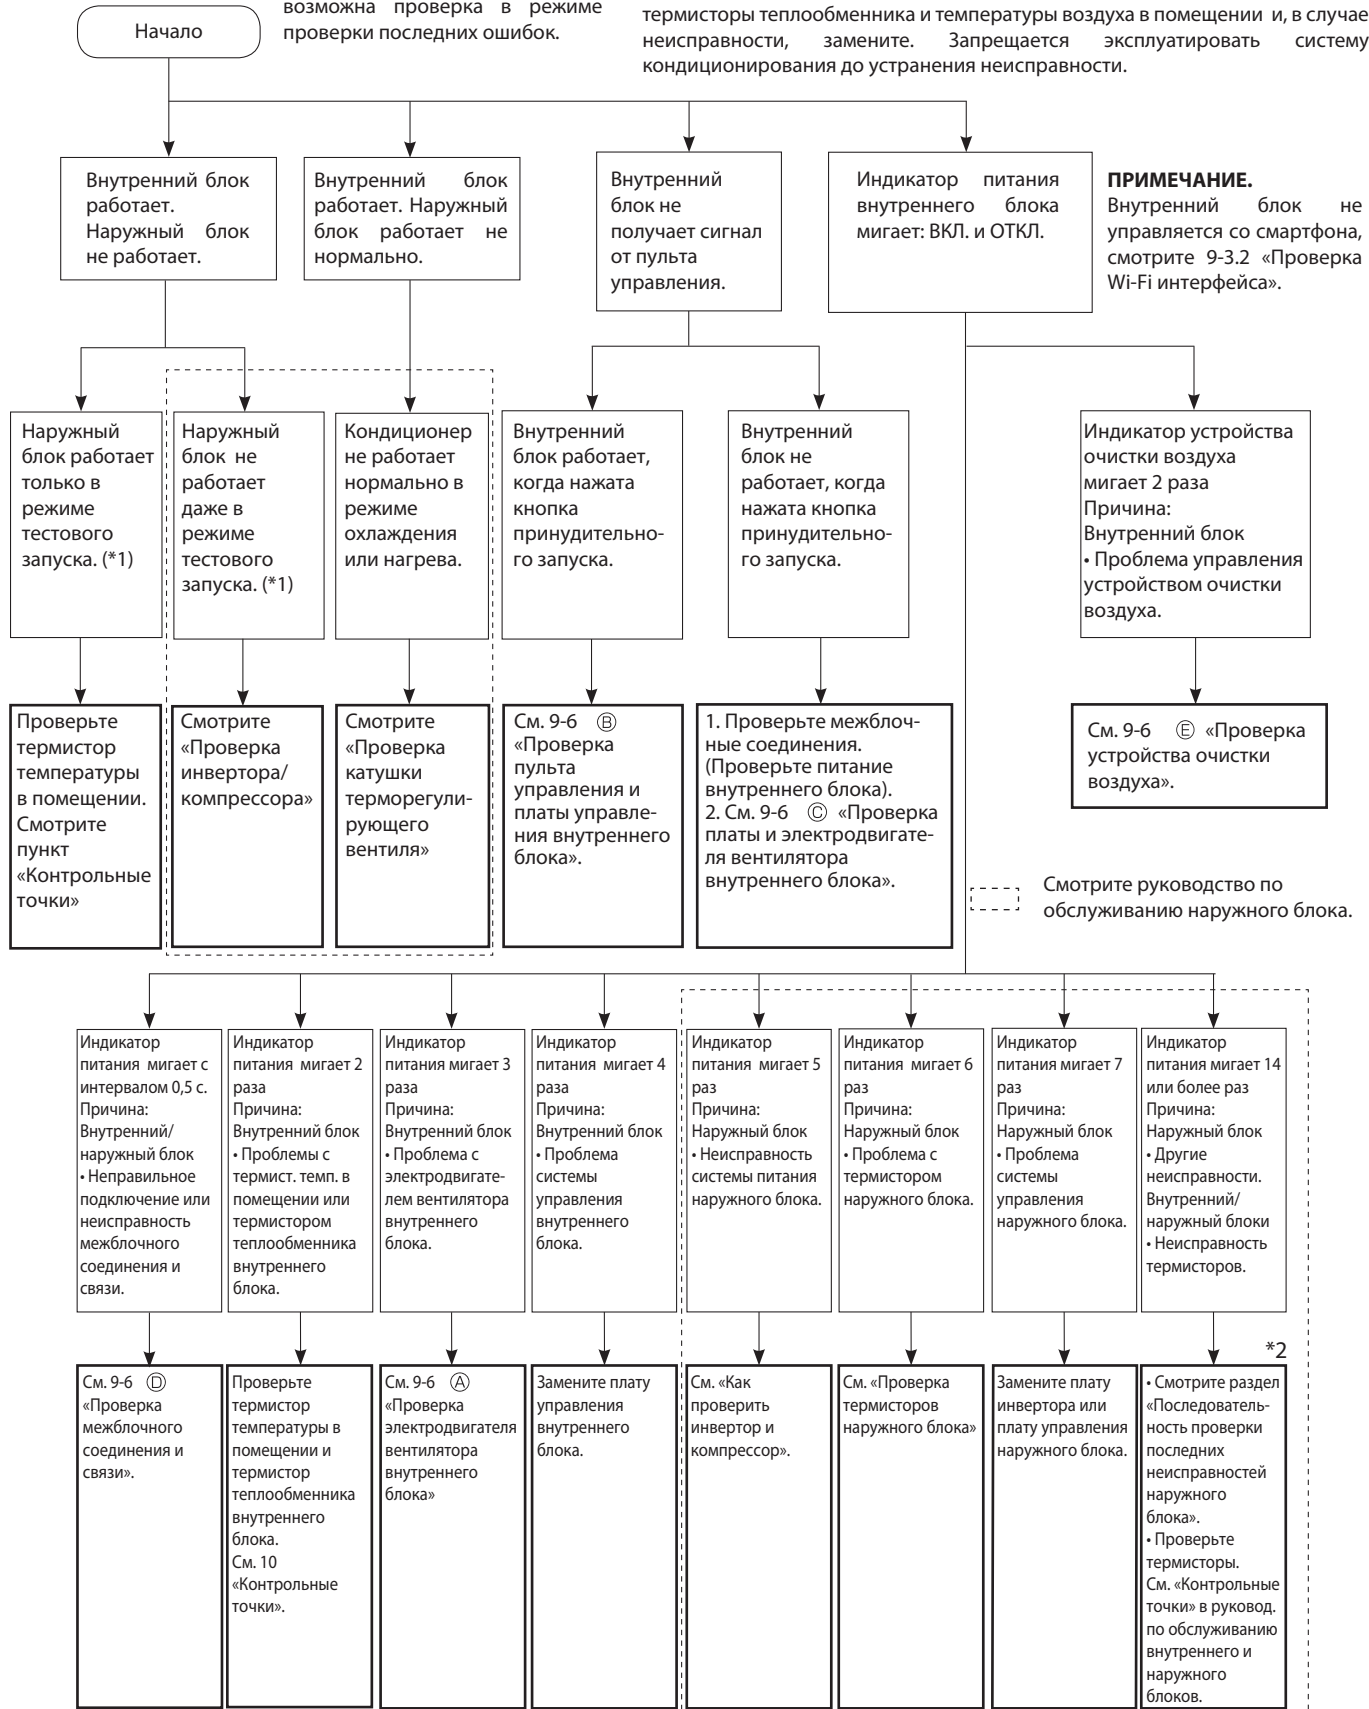 возможна проверка в режиме
проверки последних ошибок.
термисторы теплообменника и температуры воздуха в помещении и, в случае
неисправности, замените. Запрещается эксплуатировать систему
кондиционирования до устранения неисправности.
Начало
Внутренний блок
работает.
Наружный блок
не работает.
Внутренний блок
работает. Наружный
блок работает не
нормально.
Внутренний
блок не
получает сигнал
от пульта
управления.
Индикатор питания
внутреннего блока
мигает: ВКЛ. и ОТКЛ.
ПРИМЕЧАНИЕ.
Внутренний блок не
управляется со смартфона,
смотрите 9-3.2 «Проверка
Wi-Fi интерфейса».
Наружный
блок работает
только в
режиме
тестового
запуска. (*1)
Наружный
блок не
работает
даже в
режиме
тестового
запуска. (*1)
Кондиционер
не работает
нормально в
режиме
охлаждения
или нагрева.
Внутренний
блок работает,
когда нажата
кнопка
принудительно-
го запуска.
Внутренний
блок не
работает, когда
нажата кнопка
принудительно-
го запуска.
Индикатор устройства
очистки воздуха
мигает 2 раза
Причина:
Внутренний блок
• Проблема управления
устройством очистки
воздуха.
Проверьте
термистор
температуры
в помещении.
Смотрите
пункт
«Контрольные
точки»
Смотрите
«Проверка
инвертора/
компрессора»
Смотрите
«Проверка
катушки
терморегули-
рующего
вентиля»
См. 9-6 Ⓑ
«Проверка
пульта
управления и
платы управле-
ния внутреннего
блока».
1. Проверьте межблоч-
ные соединения.
(Проверьте питание
внутреннего блока).
2. См. 9-6 Ⓒ «Проверка
платы и электродвигате-
ля вентилятора
внутреннего блока».
См. 9-6 Ⓔ «Проверка
устройства очистки
воздуха».
Смотрите руководство по
обслуживанию наружного блока.
Индикатор
питания мигает с
интервалом 0,5 с.
Причина:
Внутренний/
наружный блок
• Неправильное
подключение или
неисправность
межблочного
соединения и
связи.
Индикатор
питания мигает 2
раза
Причина:
Внутренний блок
• Проблемы с
термист. темп. в
помещении или
термистором
теплообменника
внутреннего
блока.
Индикатор
питания мигает 3
раза
Причина:
Внутренний блок
• Проблема с
электродвигате-
лем вентилятора
внутреннего
блока.
Индикатор
питания мигает 4
раза
Причина:
Внутренний блок
• Проблема
системы
управления
внутреннего
блока.
Индикатор
питания мигает 5
раз
Причина:
Наружный блок
• Неисправность
системы питания
наружного блока.
Индикатор
питания мигает 6
раз
Причина:
Наружный блок
• Проблема с
термистором
наружного блока.
Индикатор
питания мигает 7
раз
Причина:
Наружный блок
• Проблема
системы
управления
наружного блока.
Индикатор
питания мигает 14
или более раз
Причина:
Наружный блок
• Другие
неисправности.
Внутренний/
наружный блоки
• Неисправность
термисторов.
*2
См. 9-6 Ⓓ
«Проверка
межблочного
соединения и
связи».
Проверьте
термистор
температуры в
помещении и
термистор
теплообменника
внутреннего
блока.
См. 10
«Контрольные
точки».
См. 9-6 Ⓐ
«Проверка
электродвигателя
вентилятора
внутреннего
блока»
Замените плату
управления
внутреннего
блока.
См. «Как
проверить
инвертор и
компрессор».
См. «Проверка
термисторов
наружного блока»
Замените плату
инвертора или
плату управления
наружного блока.
• Смотрите раздел
«Последователь-
ность проверки
последних
неисправностей
наружного
блока».
• Проверьте
термисторы.
См. «Контрольные
точки» в руковод.
по обслуживанию
внутреннего и
наружного
блоков.